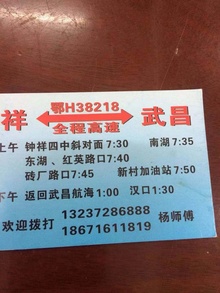 鄂H38218
祥 武昌
全程高速
上午 钟祥四中斜对面7:30 南湖7:35
东湖、红英路口7:40
砖厂路口7:45 新村加油站7:50
下午 返回武昌航海1:00 汉口1:30
欢迎拨打 13237286888 杨师傅
18671611819